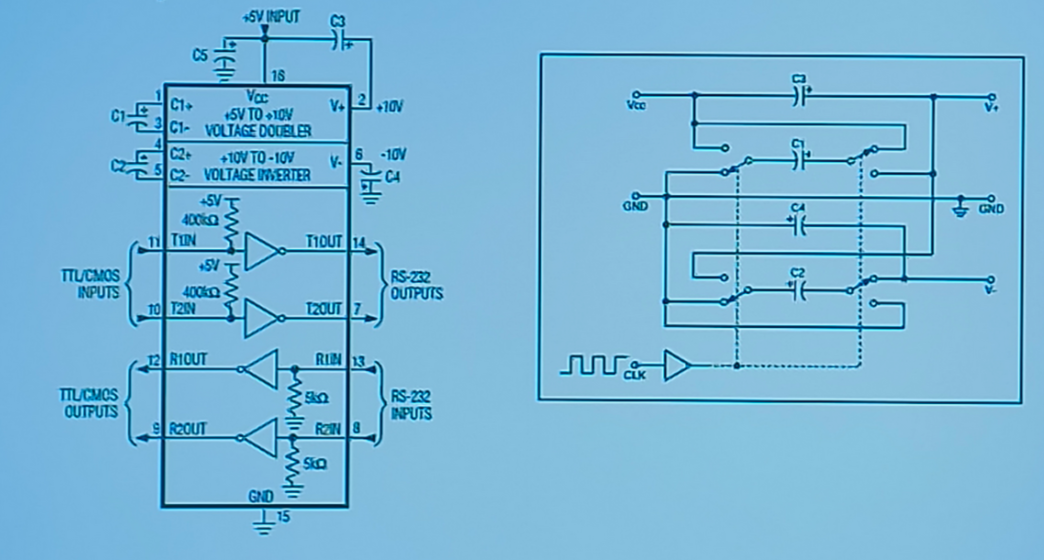 +5V INPUT
C3
C5
16
VCC
1
C1+
+5V TO +10V
V+
2
+10V
C1
3
C1-
VOLTAGE DOUBLER
4
C2+
+10V TO -10V
V-
6
-10V
C2
5
C2-
VOLTAGE INVERTER
C4
+5V
400kΩ
11
T1IN
T1OUT
14
+5V
TTL/CMOS
INPUTS
RS-232
OUTPUTS
400kΩ
10
T2IN
T2OUT
7
12
R1OUT
R1IN
13
5kΩ
TTL/CMOS
OUTPUTS
RS-232
INPUTS
9
R2OUT
R2IN
8
5kΩ
GND
15
C3
Vcc
V+
C1
GND
GND
C4
C2
V-
CLK